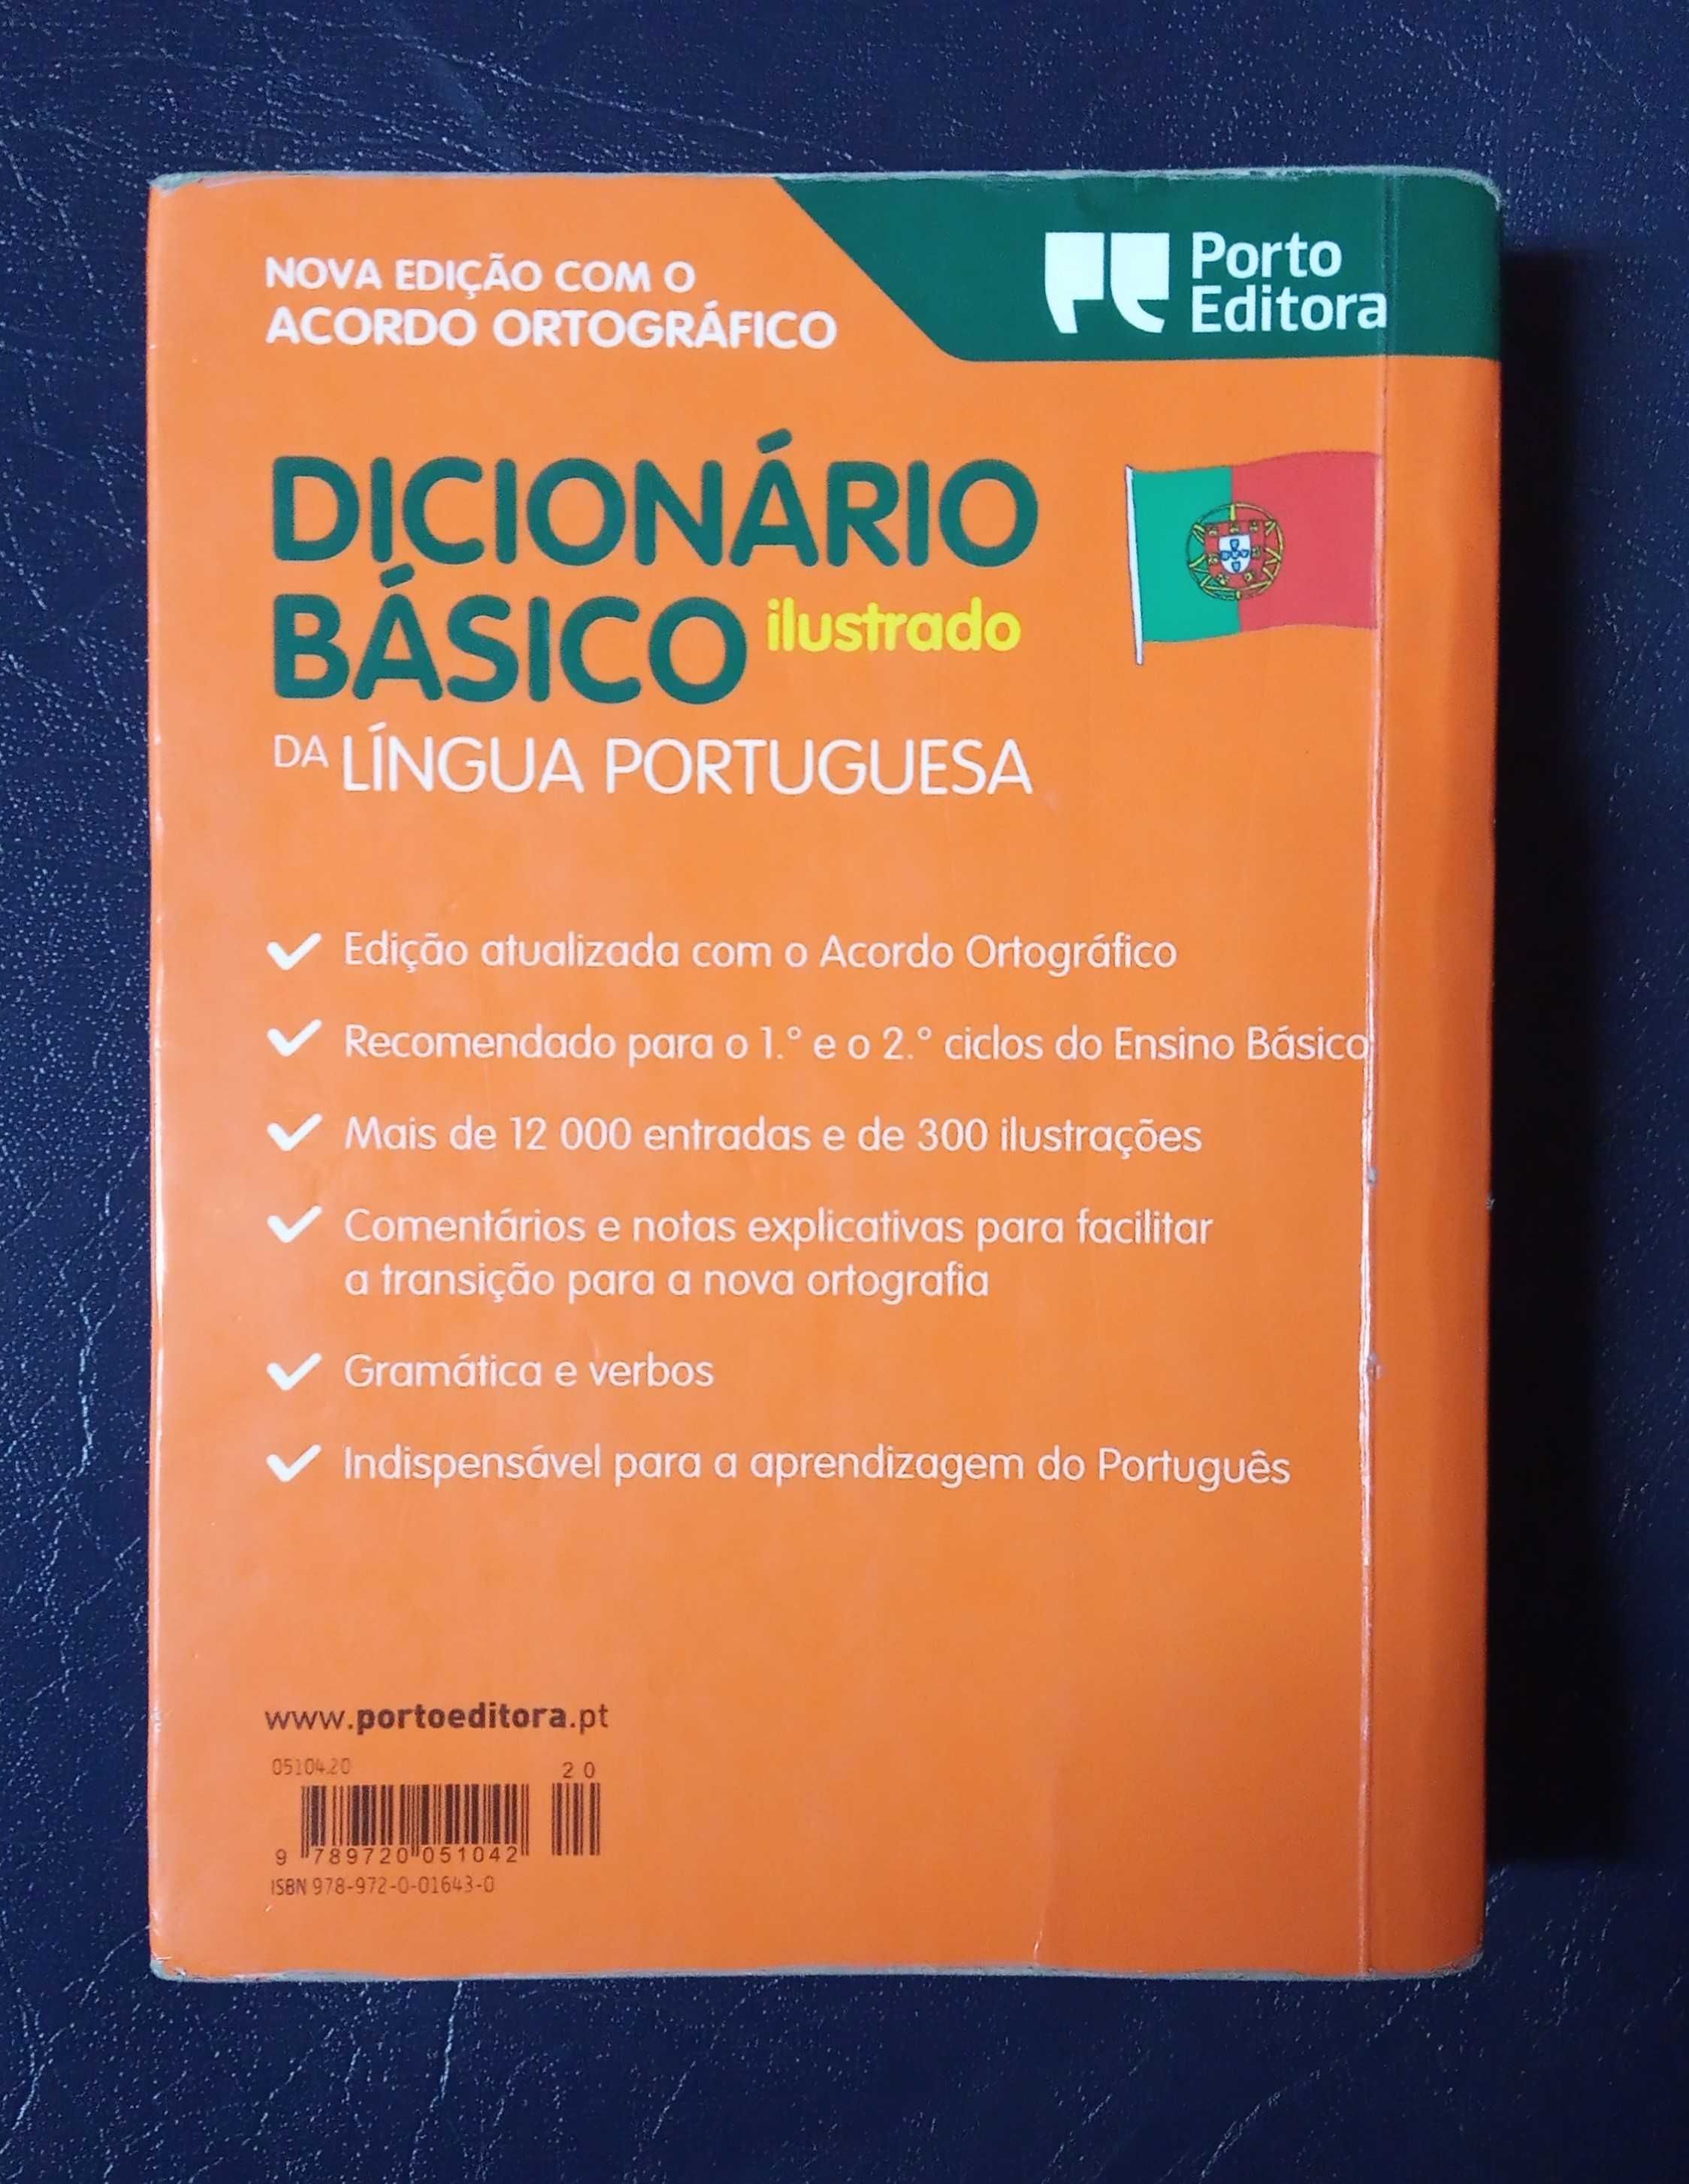 NOVA EDIÇÃO COM O
ACORDO ORTOGRÁFICO
Porto
Editora
DICIONÁRIO
BÁSICO ilustrado
DA LÍNGUA PORTUGUESA
Edição atualizada com o Acordo Ortográfico
Recomendado para o 1.º e o 2.º ciclos do Ensino Básico
Mais de 12 000 entradas e de 300 ilustrações
Comentários e notas explicativas para facilitar
a transição para a nova ortografia
Gramática e verbos
Indispensável para a aprendizagem do Português
www.portoeditora.pt
05104.20
20
9 789720 051042
ISBN 978-972-0-01643-0